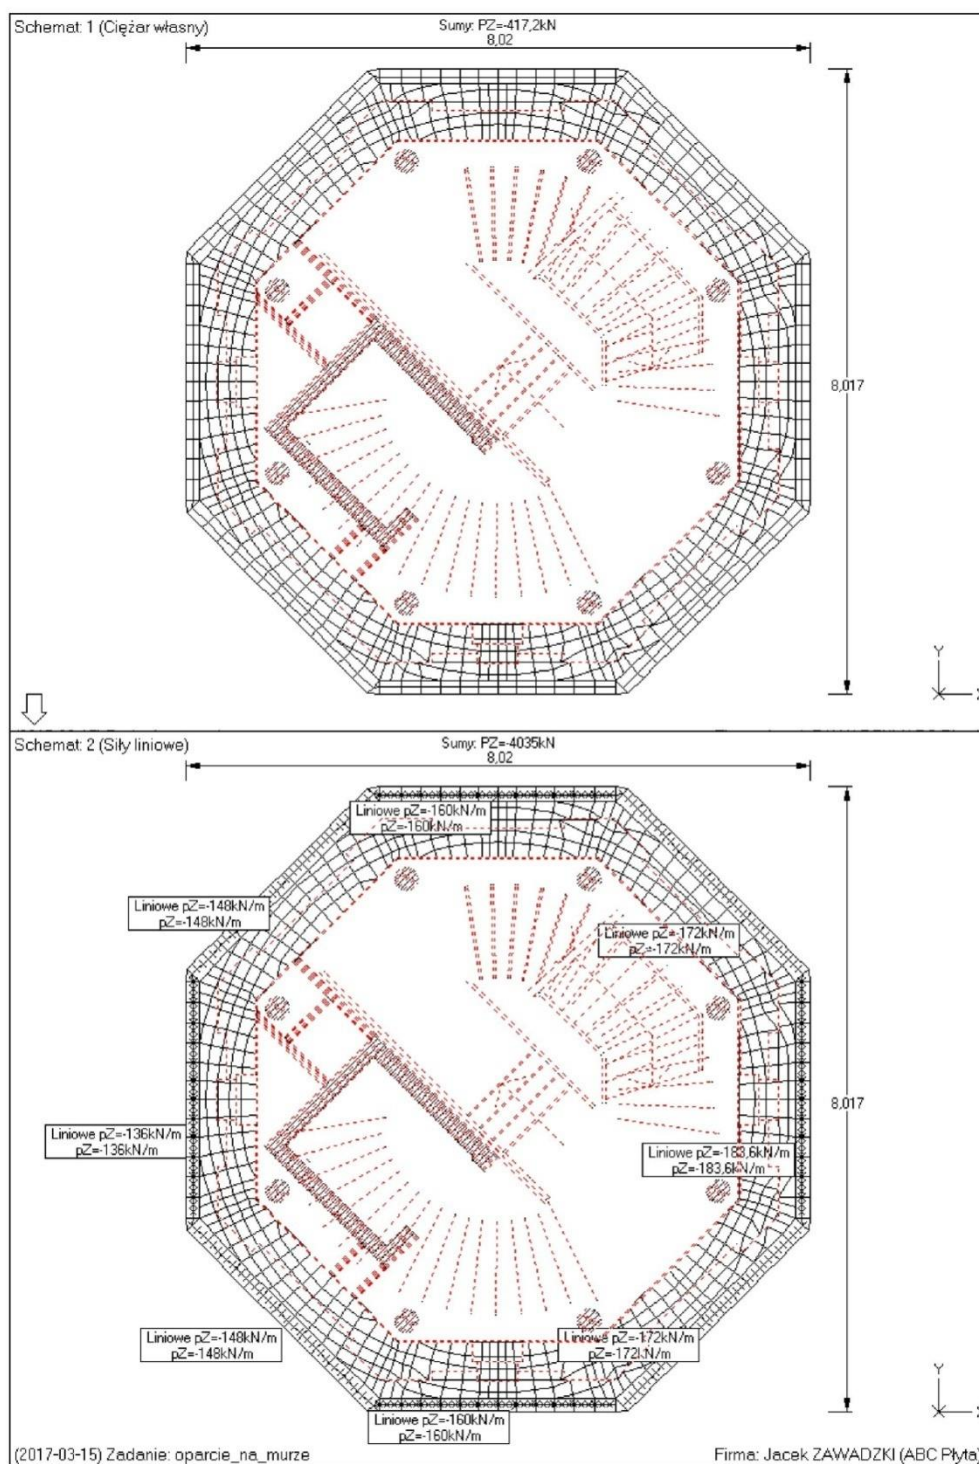 Schemat: 1 (Ciężar własny)
Sumy: PZ=-417,2kN
8,02
8,017
Y
Schemat: 2 (Siły liniowe)
Sumy: PZ=-4035kN
8,02
Liniowe pZ=-160kN/m
pZ=-160kN/m
Liniowe pZ=-148kN/m
pZ=-148kN/m
Liniowe pZ=-172kN/m
pZ=-172kN/m
8,017
Liniowe pZ=-136kN/m
pZ=-136kN/m
Liniowe pZ=-183,6kN/m
pZ=-183,6kN/m
Liniowe pZ=-148kN/m
pZ=-148kN/m
Liniowe pZ=-172kN/m
pZ=-172kN/m
Y
Liniowe pZ=-160kN/m
pZ=-160kN/m
(2017-03-15) Zadanie: oparcie_na_murze
Firma: Jacek ZAWADZKI (ABC Płyta)